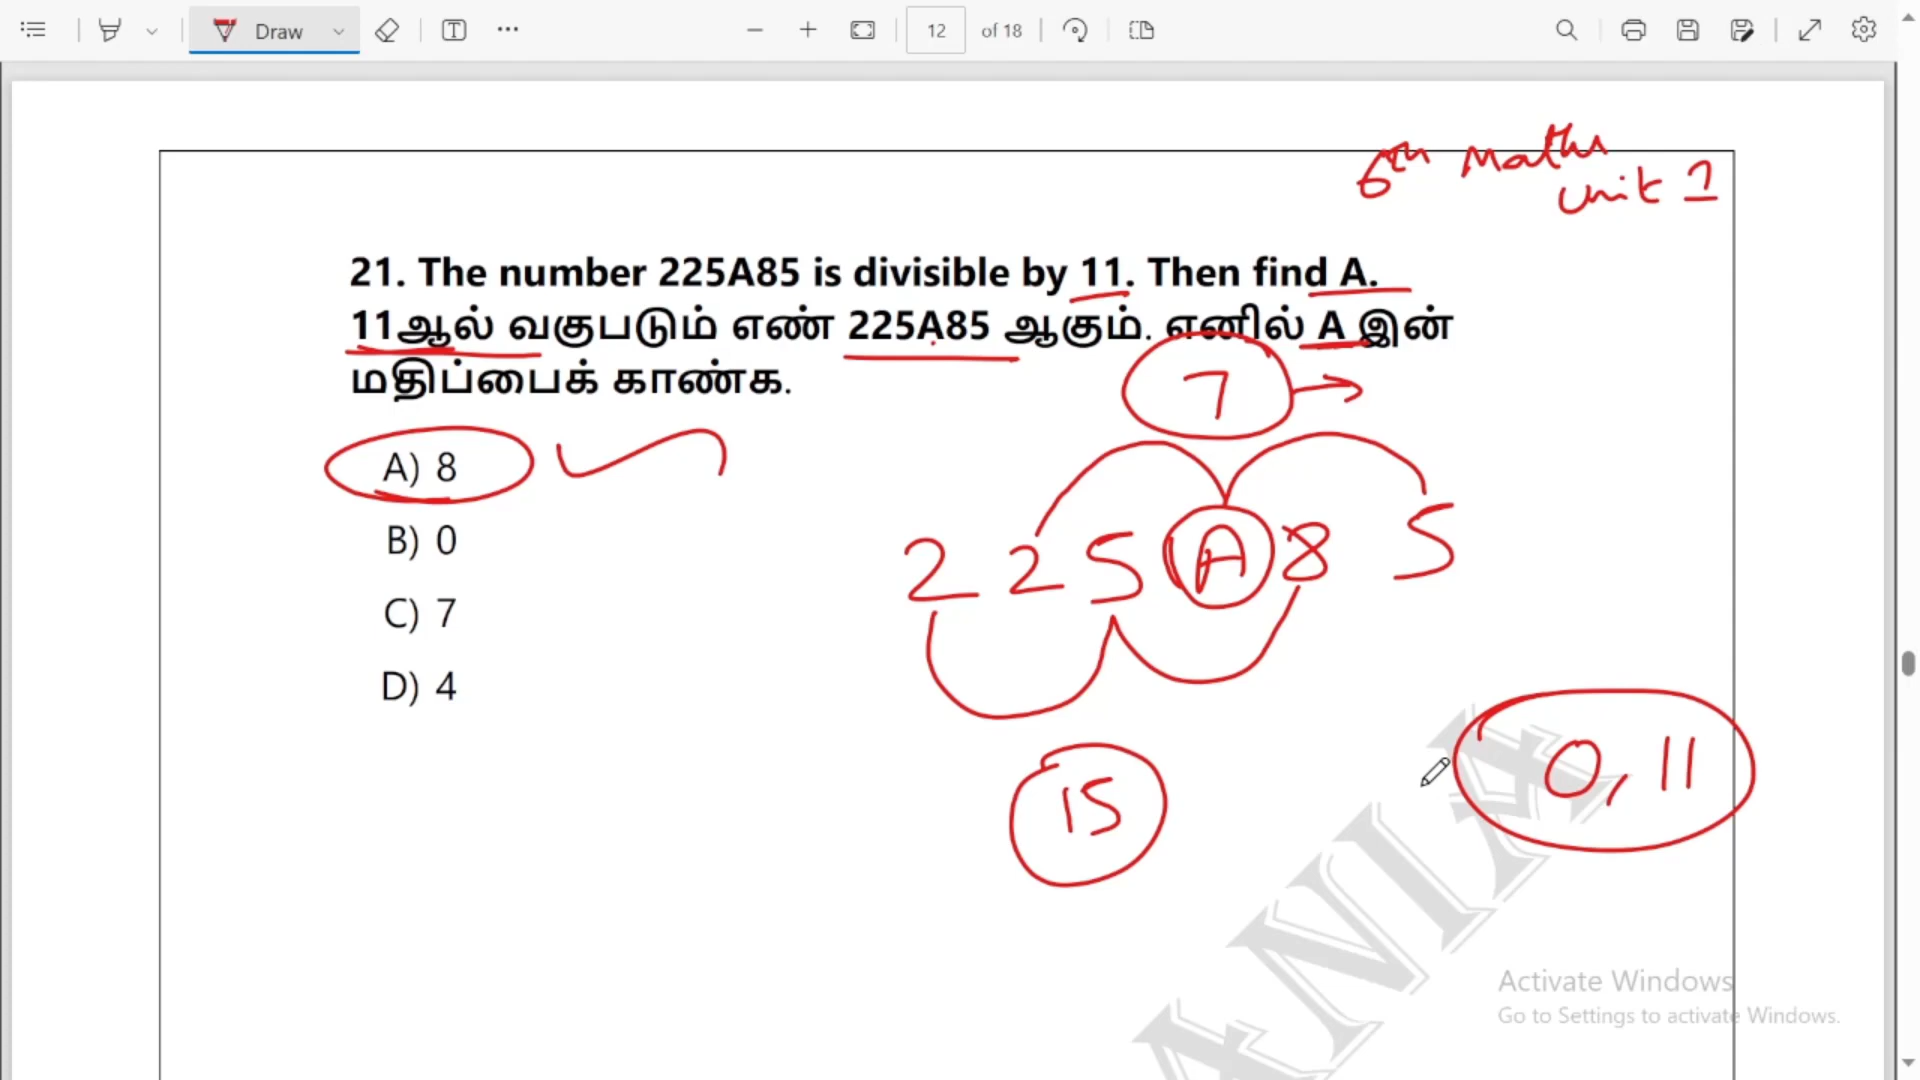 Draw
12 of 18
6th Maths
Unit 1
21. The number 225A85 is divisible by 11. Then find A.
11ஆல் வகுபடும் எண் 225A85 ஆகும். எனில் A இன்
மதிப்பைக் காண்க.
7
A) 8
B) 0
C) 7
D) 4
2 2 5 A 8 5
0, 11
15
ANIA
Activate Windows
Go to Settings to activate Windows.